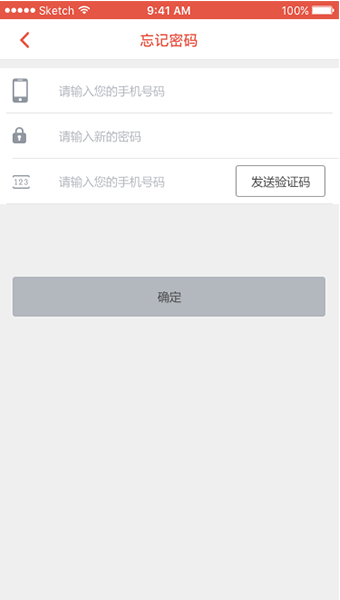 Sketch 9:41 AM 100%
忘记密码
请输入您的手机号码
请输入新的密码
123 请输入您的手机号码 发送验证码
确定